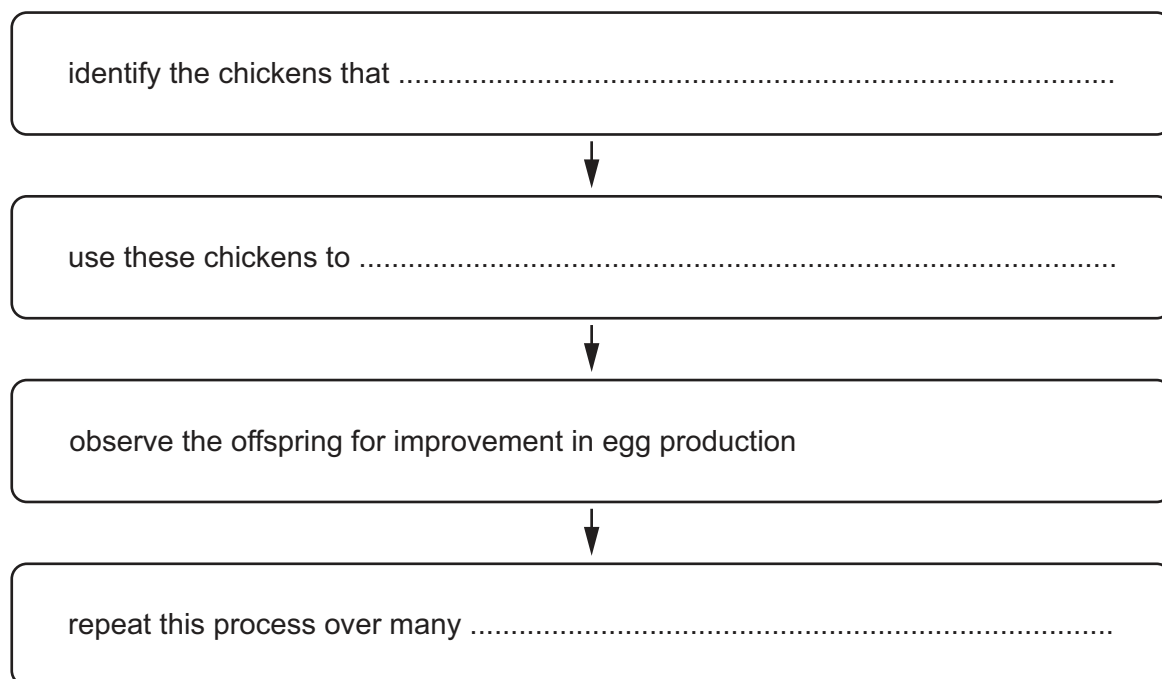 identify the chickens that ........................................................................................
use these chickens to .............................................................................................
observe the offspring for improvement in egg production
repeat this process over many ...............................................................................